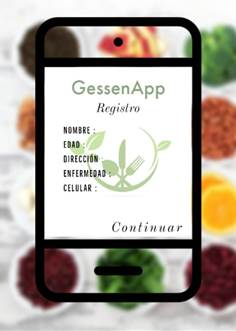 GessenApp
Registro
NOMBRE :
EDAD :
DIRECCIÓN
ENFERMEDAD :
CELULAR :
Continuar